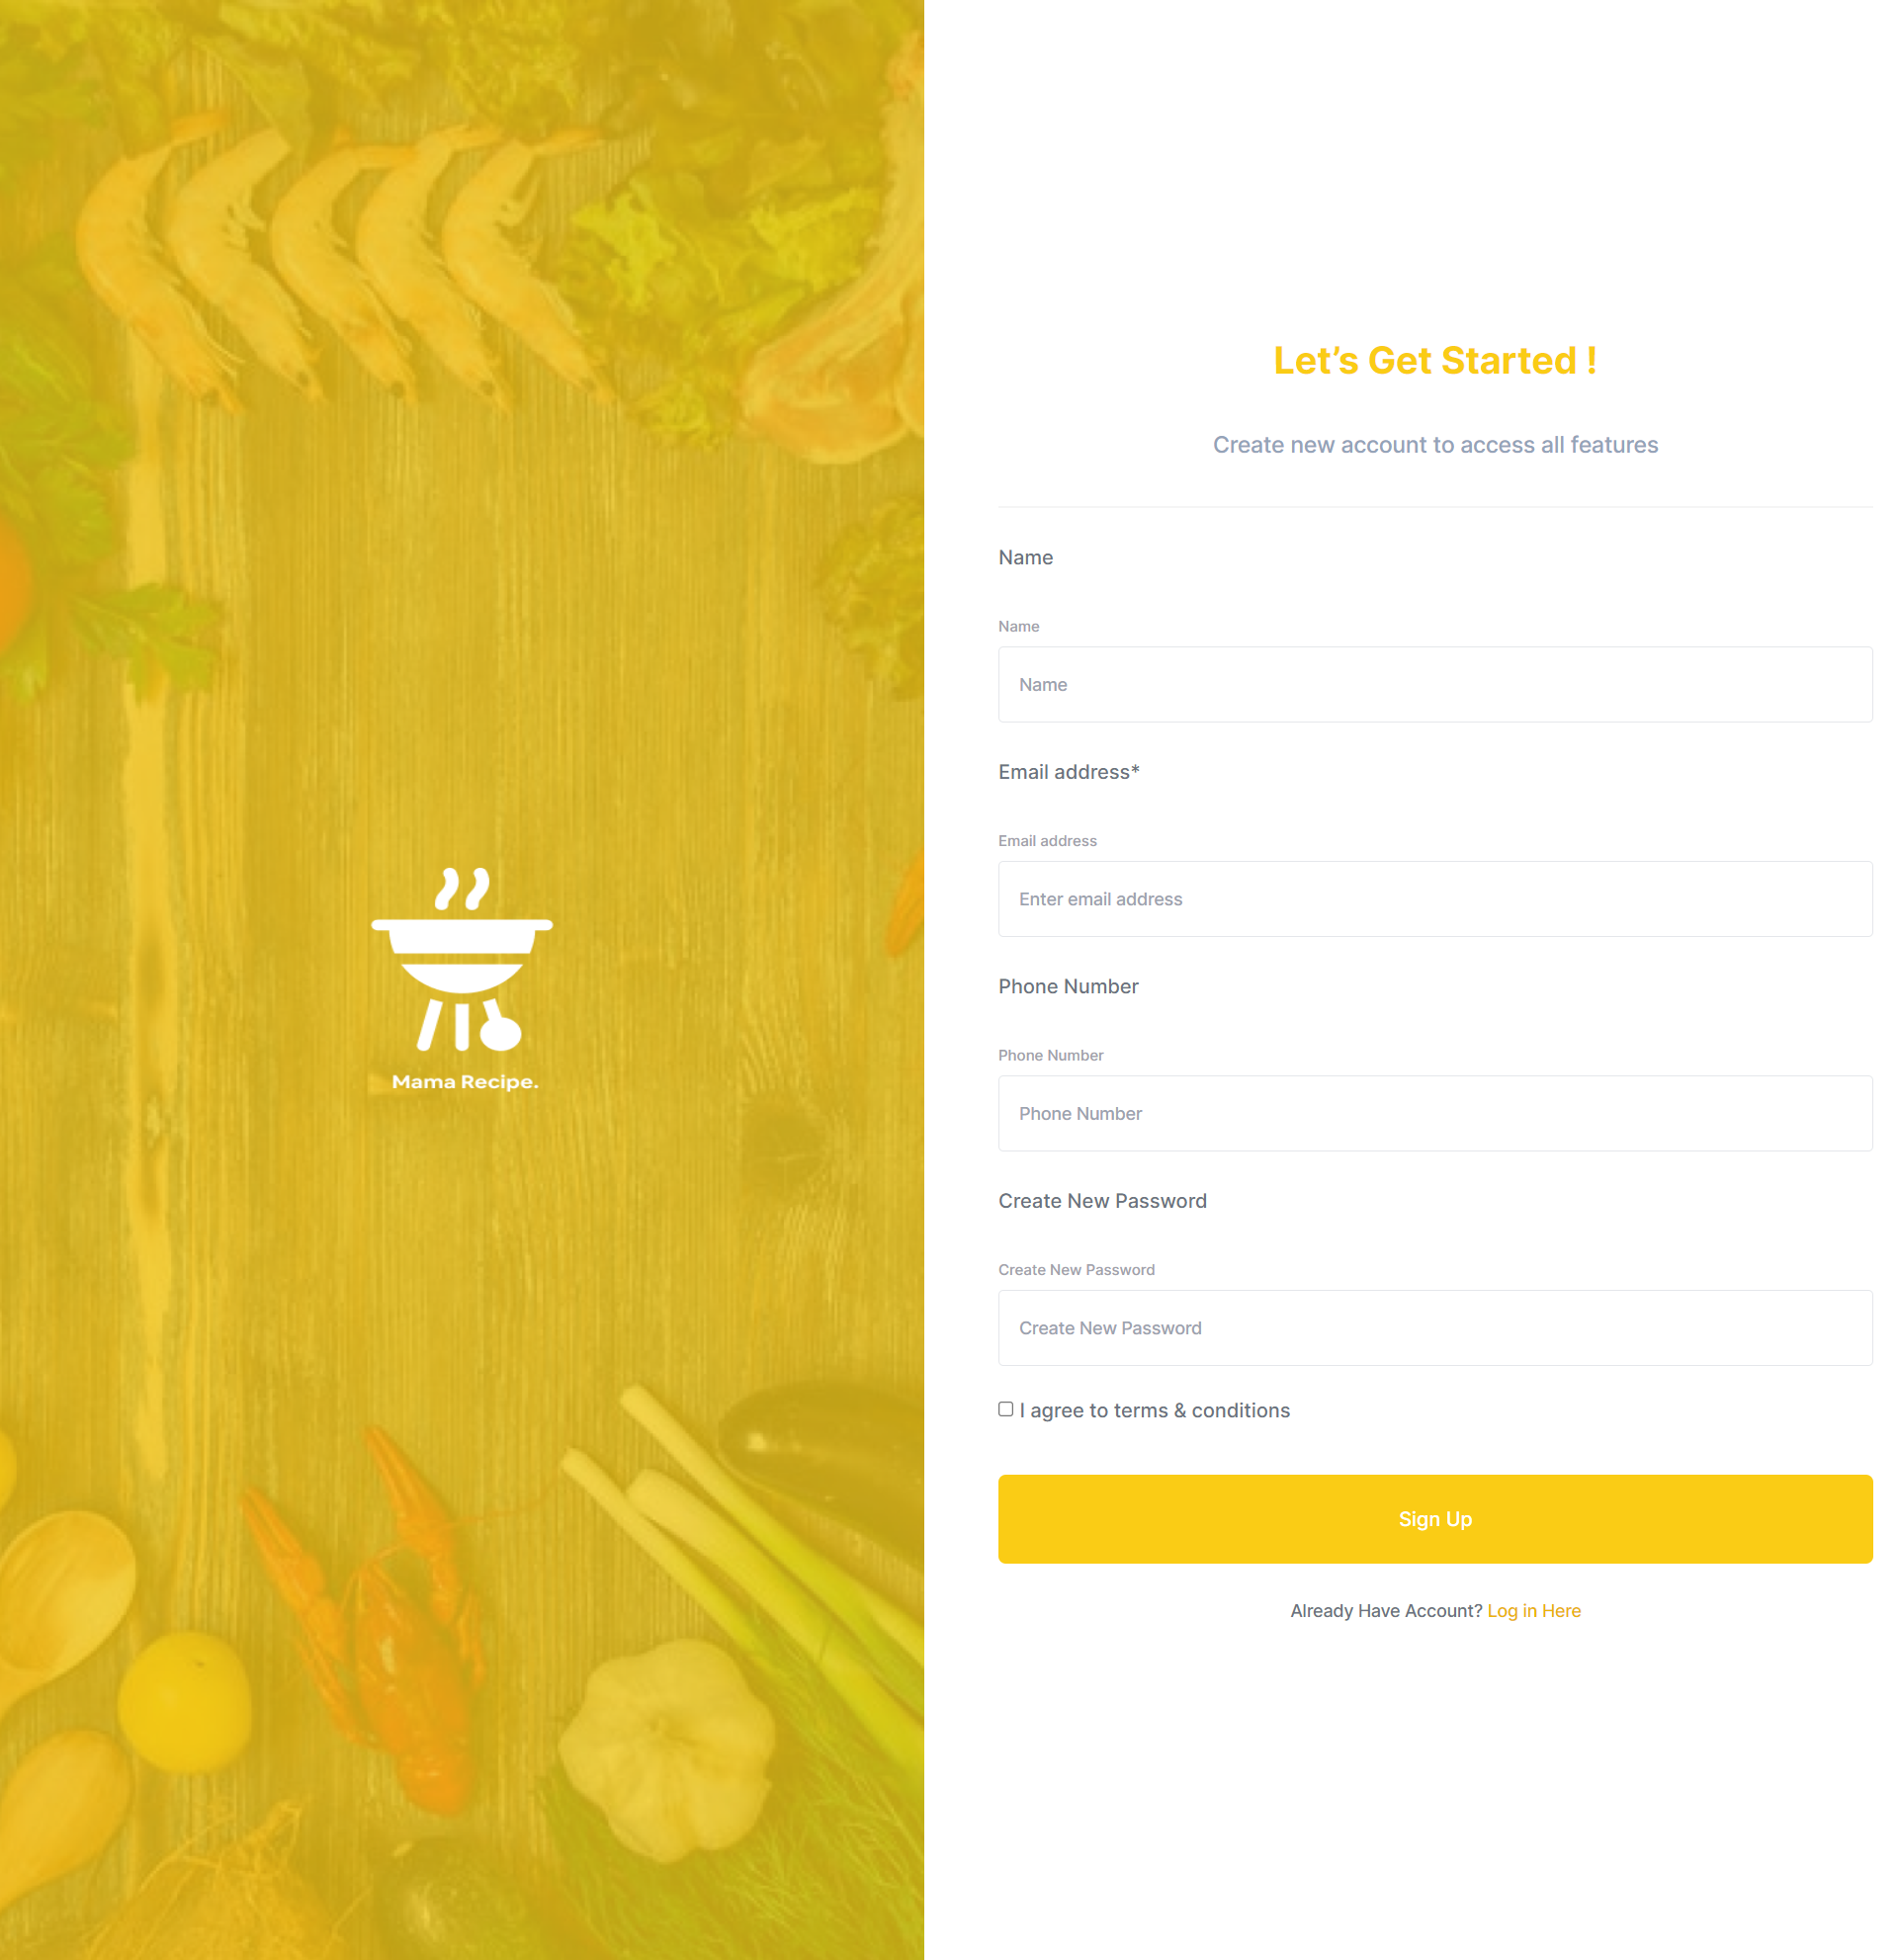 Mama Recipe.
Let’s Get Started !
Create new account to access all features
Name
Name
Name
Email address*
Email address
Enter email address
Phone Number
Phone Number
Phone Number
Create New Password
Create New Password
Create New Password
I agree to terms & conditions
Sign Up
Already Have Account? Log in Here